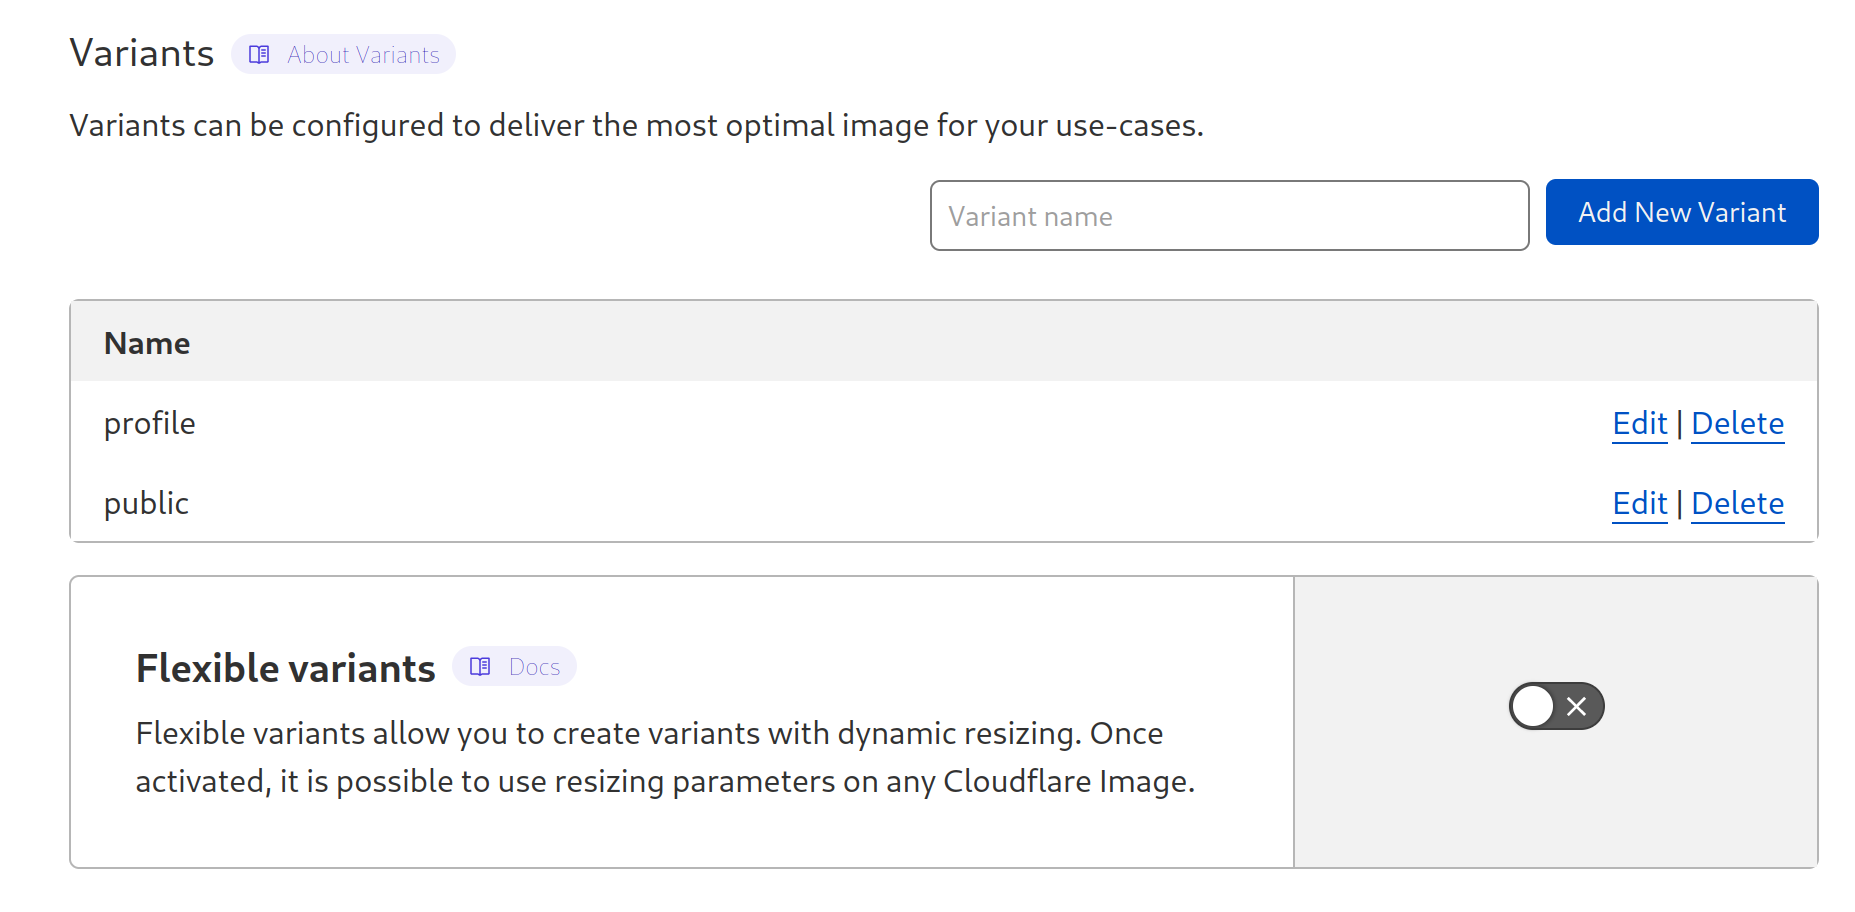 Variants
About Variants
Variants can be configured to deliver the most optimal image for your use-cases.
Variant name
Add New Variant
Name
profile
Edit | Delete
public
Edit | Delete
Flexible variants
Docs
Flexible variants allow you to create variants with dynamic resizing. Once
activated, it is possible to use resizing parameters on any Cloudflare Image.